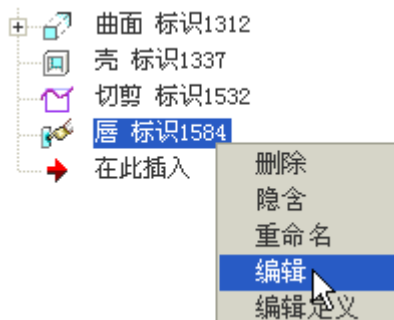 曲面 标识1312
壳 标识1337
切剪 标识1532
唇 标识1584
在此插入
删除
隐含
重命名
编辑
编辑定义